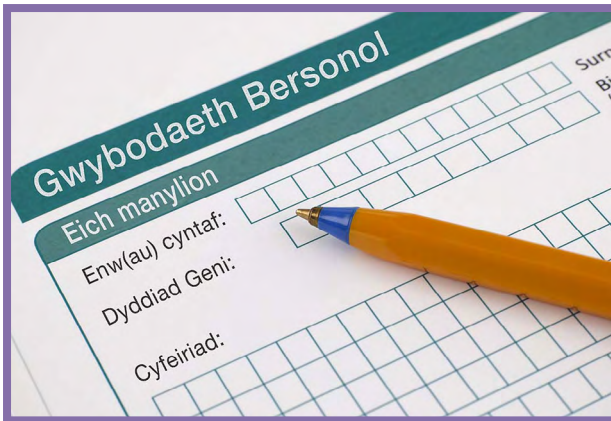 Gwybodaeth Bersonol
Eich manylion
Enw(au) cyntaf:
Dyddiad Geni:
Cyfeiriad: